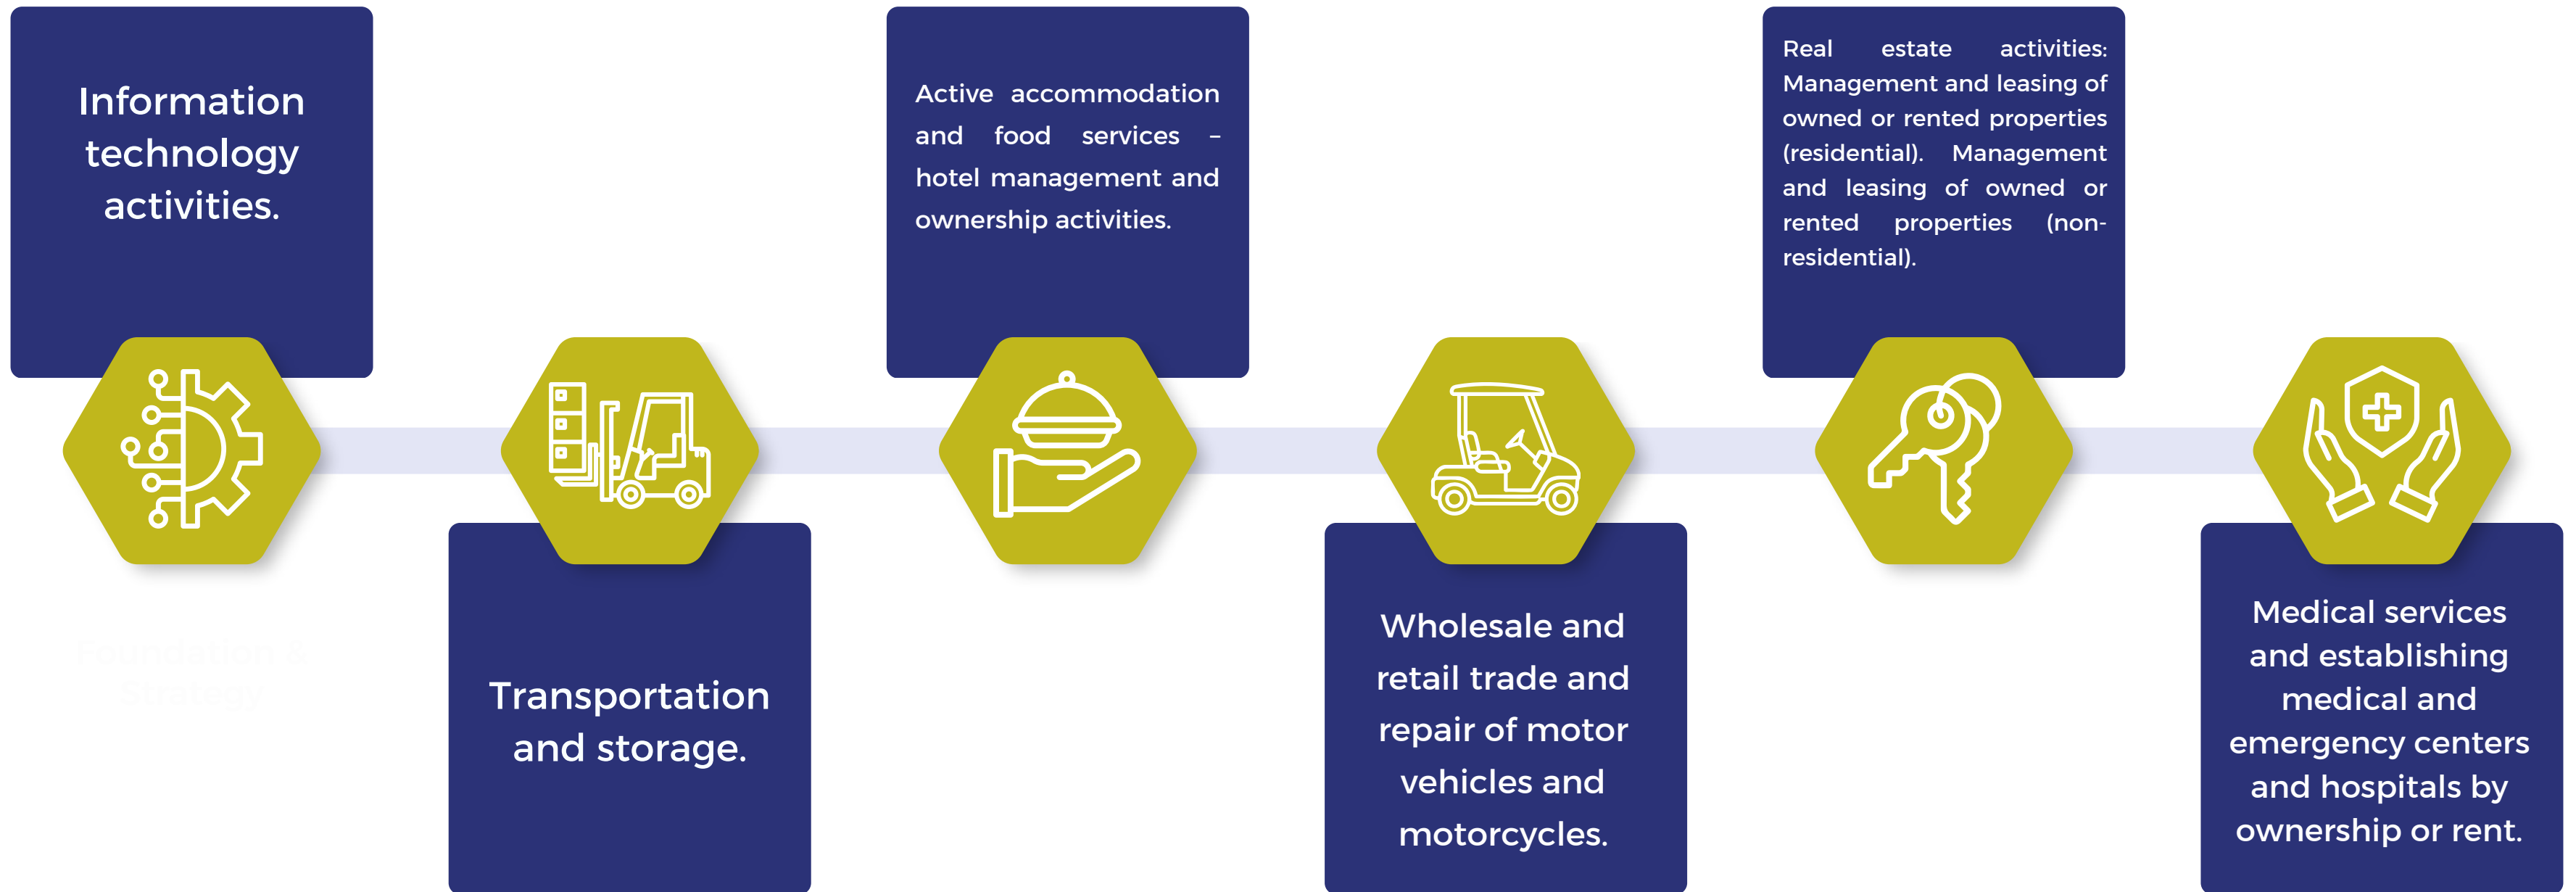 Information
technology
activities.
Transportation
and storage.
Active accommodation
and food services –
hotel management and
ownership activities.
Wholesale and
retail trade and
repair of motor
vehicles and
motorcycles.
Real estate activities:
Management and leasing of
owned or rented properties
(residential). Management
and leasing of owned or
rented properties (non-
residential).
Medical services
and establishing
medical and
emergency centers
and hospitals by
ownership or rent.
Foundation &
Strategy